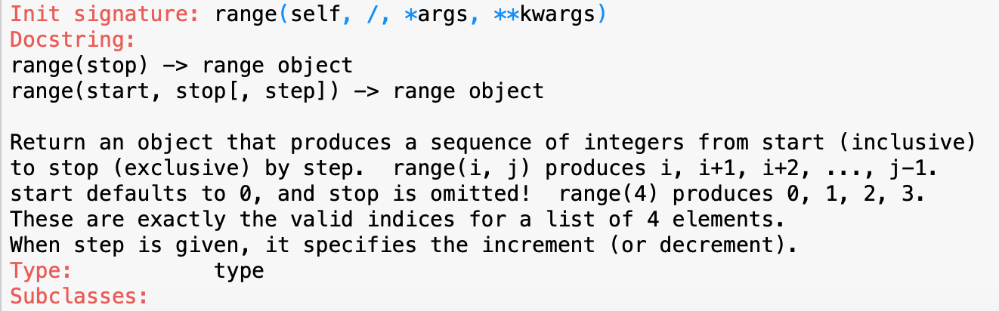 Init signature: range(self, /, *args, **kwargs)
Docstring:
range(stop) -> range object
range(start, stop[, step]) -> range object
Return an object that produces a sequence of integers from start (inclusive)
to stop (exclusive) by step.  range(i, j) produces i, i+1, i+2, ..., j-1.
start defaults to 0, and stop is omitted!  range(4) produces 0, 1, 2, 3.
These are exactly the valid indices for a list of 4 elements.
When step is given, it specifies the increment (or decrement).
Type:           type
Subclasses: